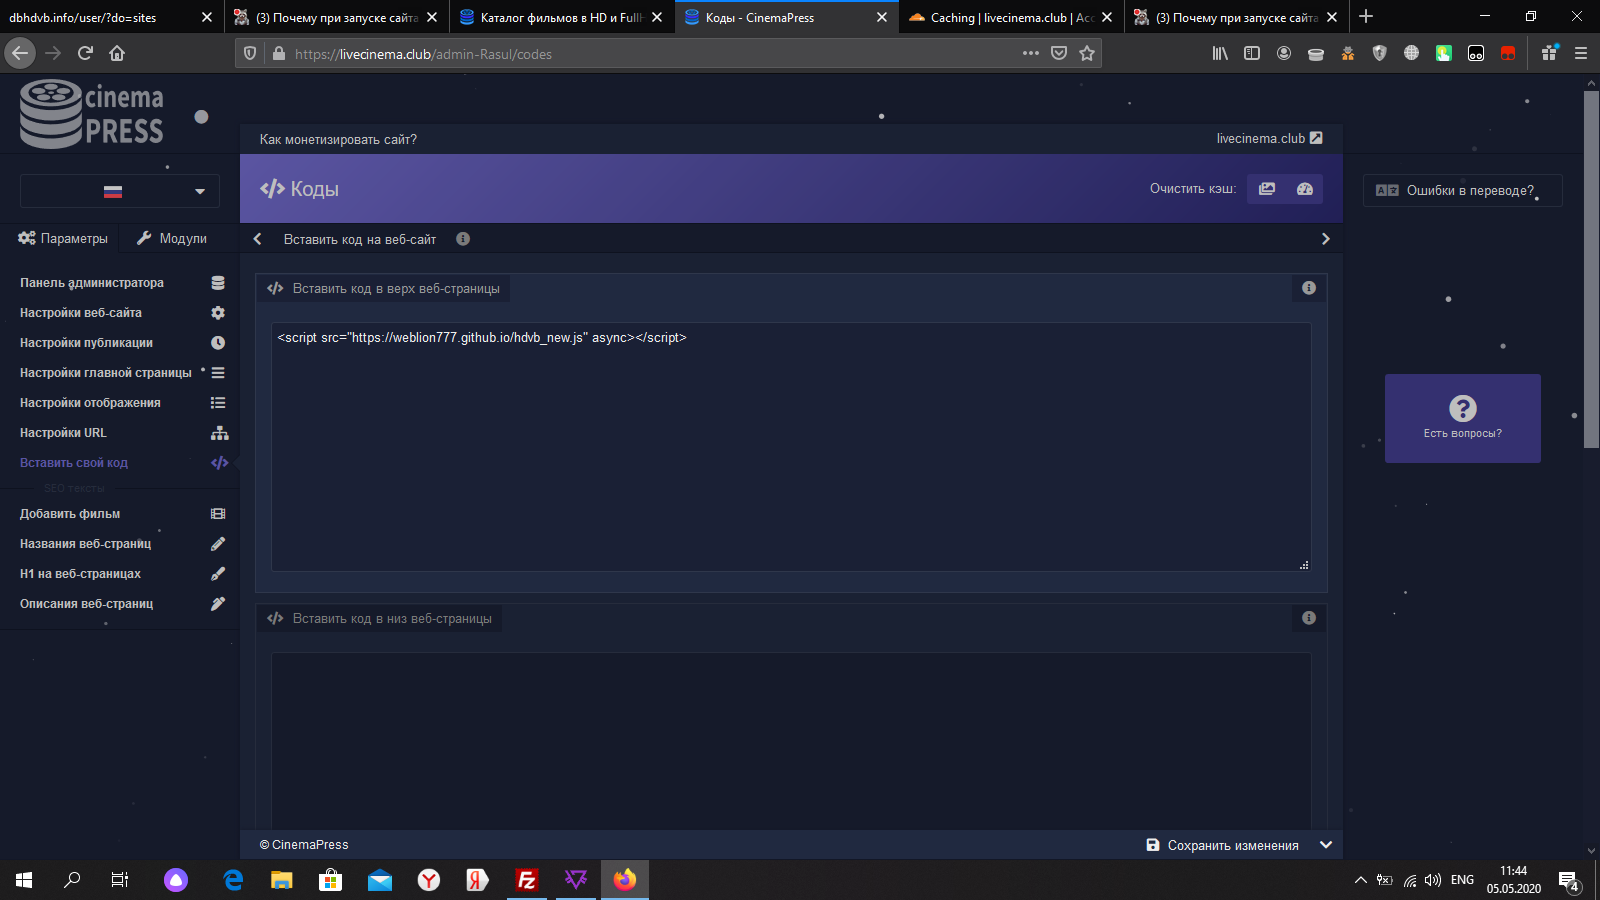 dbhdvb.info/user/?do=sites
(3) Почему при запуске сайта
Каталог фильмов в HD и FullH
Коды - CinemaPress
Caching | livecinema.club | Acc
(3) Почему при запуске сайта
https://livecinema.club/admin-Rasul/codes
cinema
PRESS
Как монетизировать сайт?
livecinema.club
Коды
Очистить кэш:
Ошибки в переводе?
Параметры
Модули
Вставить код на веб-сайт
Панель администратора
Настройки веб-сайта
Настройки публикации
Настройки главной страницы
Настройки отображения
Настройки URL
Вставить свой код
SEO тексты
Добавить фильм
Названия веб-страниц
H1 на веб-страницах
Описания веб-страниц
Вставить код в верх веб-страницы
<script src="https://weblion777.github.io/hdvb_new.js" async></script>
Есть вопросы?
Вставить код в низ веб-страницы
© CinemaPress
Сохранить изменения
ENG
11:44
05.05.2020
4